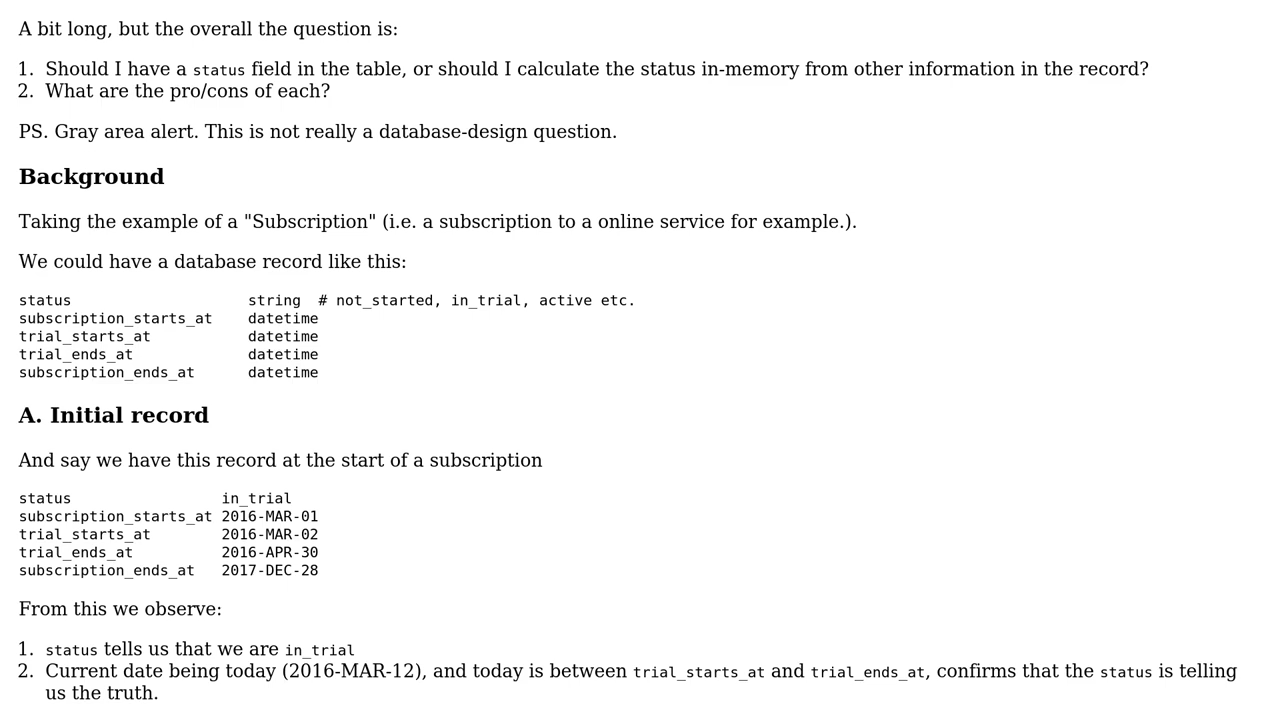 A bit long, but the overall the question is:
1. Should I have a status field in the table, or should I calculate the status in-memory from other information in the record?
2. What are the pro/cons of each?
PS. Gray area alert. This is not really a database-design question.
Background
Taking the example of a "Subscription" (i.e. a subscription to a online service for example.).
We could have a database record like this:
status                    string  # not_started, in_trial, active etc.
subscription_starts_at    datetime
trial_starts_at           datetime
trial_ends_at             datetime
subscription_ends_at      datetime
A. Initial record
And say we have this record at the start of a subscription
status                 in_trial
subscription_starts_at 2016-MAR-01
trial_starts_at        2016-MAR-02
trial_ends_at          2016-APR-30
subscription_ends_at   2017-DEC-28
From this we observe:
1. status tells us that we are in_trial
2. Current date being today (2016-MAR-12), and today is between trial_starts_at and trial_ends_at, confirms that the status is telling
us the truth.